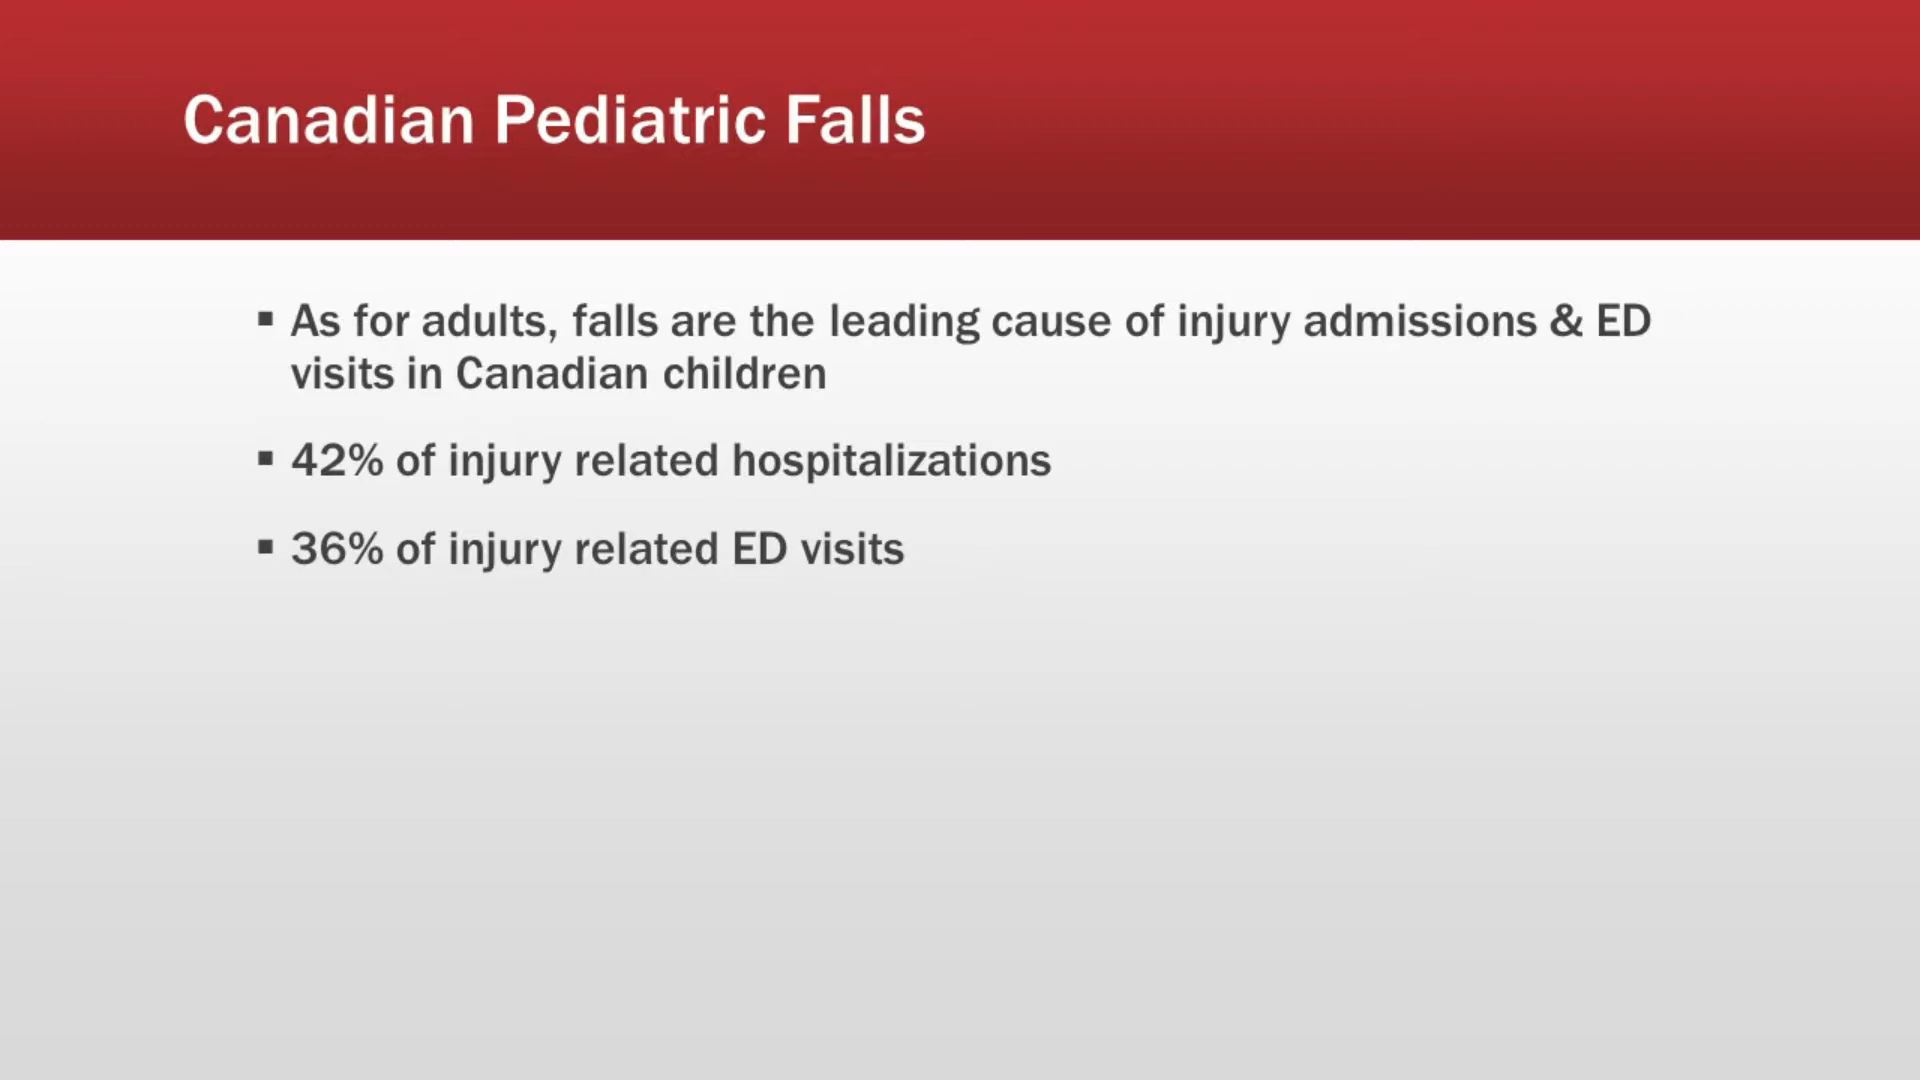 Canadian Pediatric Falls
▪ As for adults, falls are the leading cause of injury admissions & ED
visits in Canadian children
▪ 42% of injury related hospitalizations
▪ 36% of injury related ED visits